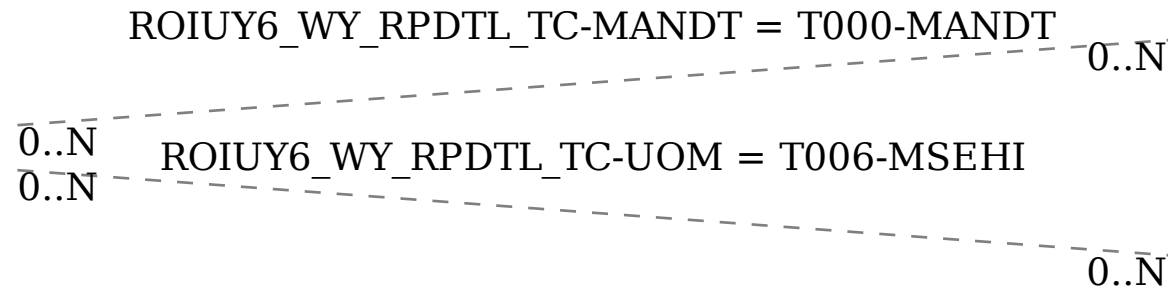 ROIUY6_WY_RPDTL_TC-MANDT = T000-MANDT
0..N
0..N
ROIUY6_WY_RPDTL_TC-UOM = T006-MSEHI
0..N
0..N